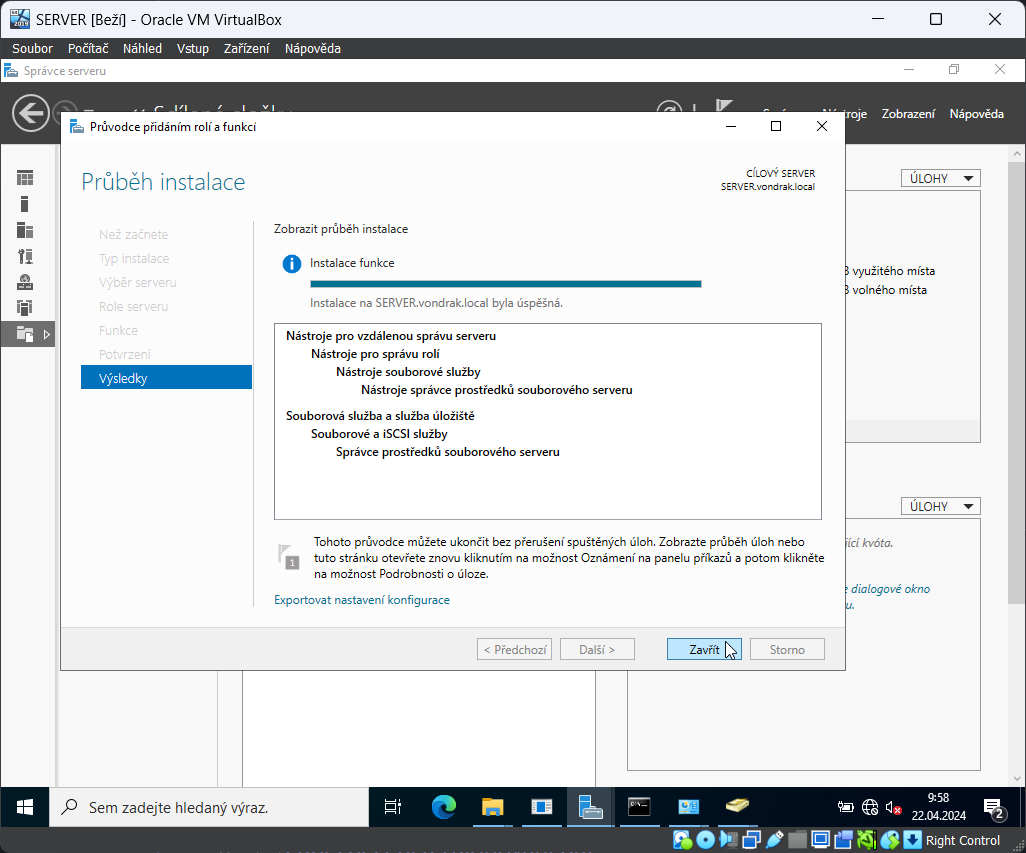 SERVER [Beží] - Oracle VM VirtualBox
Soubor Počítač Náhled Vstup Zařízení Nápověda
Správce serveru
Zobrazení Nápověda
Průvodce přidáním rolí a funkcí
Průběh instalace
CÍLOVÝ SERVER
SERVER.vondrak.local
ÚLOHY
Než začnete
Typ instalace
Výběr serveru
Role serveru
Funkce
Potvrzení
Výsledky
Zobrazit průběh instalace
Instalace funkce
Instalace na SERVER.vondrak.local byla úspěšná.
Nástroje pro vzdálenou správu serveru
Nástroje pro správu rolí
Nástroje souborové služby
Nástroje správce prostředků souborového serveru
Souborová služba a služba úložiště
Souborové a iSCSI služby
Správce prostředků souborového serveru
využitého místa
volného místa
ÚLOHY
kvóta.
dialogové okno
1
Tohoto průvodce můžete ukončit bez přerušení spuštěných úloh. Zobrazte průběh úloh nebo
tuto stránku otevřete znovu kliknutím na možnost Oznámení na panelu příkazů a potom klikněte
na možnost Podrobnosti o úloze.
Exportovat nastavení konfigurace
< Předchozí Další > Zavřít Storno
Sem zadejte hledaný výraz.
9:58
22.04.2024
2
Right Control